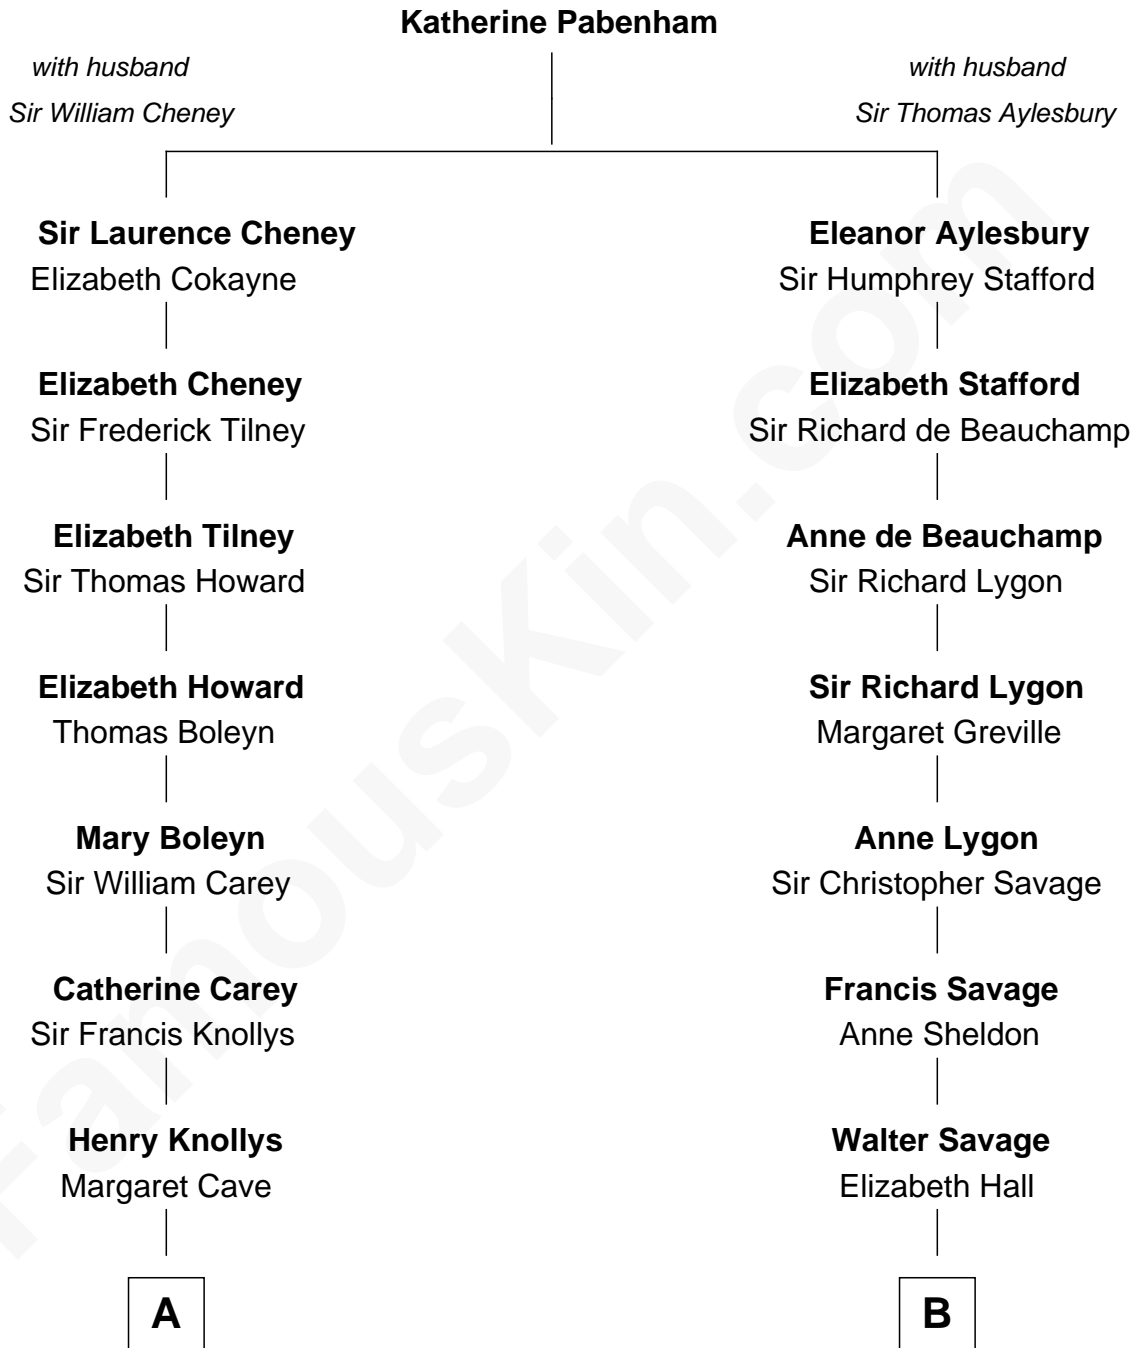 Katherine Pabenham
with husband
Sir William Cheney
with husband
Sir Thomas Aylesbury
Sir Laurence Cheney
Elizabeth Cokayne
Eleanor Aylesbury
Sir Humphrey Stafford
Elizabeth Cheney
Sir Frederick Tilney
Elizabeth Stafford
Sir Richard de Beauchamp
Elizabeth Tilney
Sir Thomas Howard
Anne de Beauchamp
Sir Richard Lygon
Elizabeth Howard
Thomas Boleyn
Sir Richard Lygon
Margaret Greville
Mary Boleyn
Sir William Carey
Anne Lygon
Sir Christopher Savage
Catherine Carey
Sir Francis Knollys
Francis Savage
Anne Sheldon
Henry Knollys
Margaret Cave
Walter Savage
Elizabeth Hall
A
B
FamousKin.com